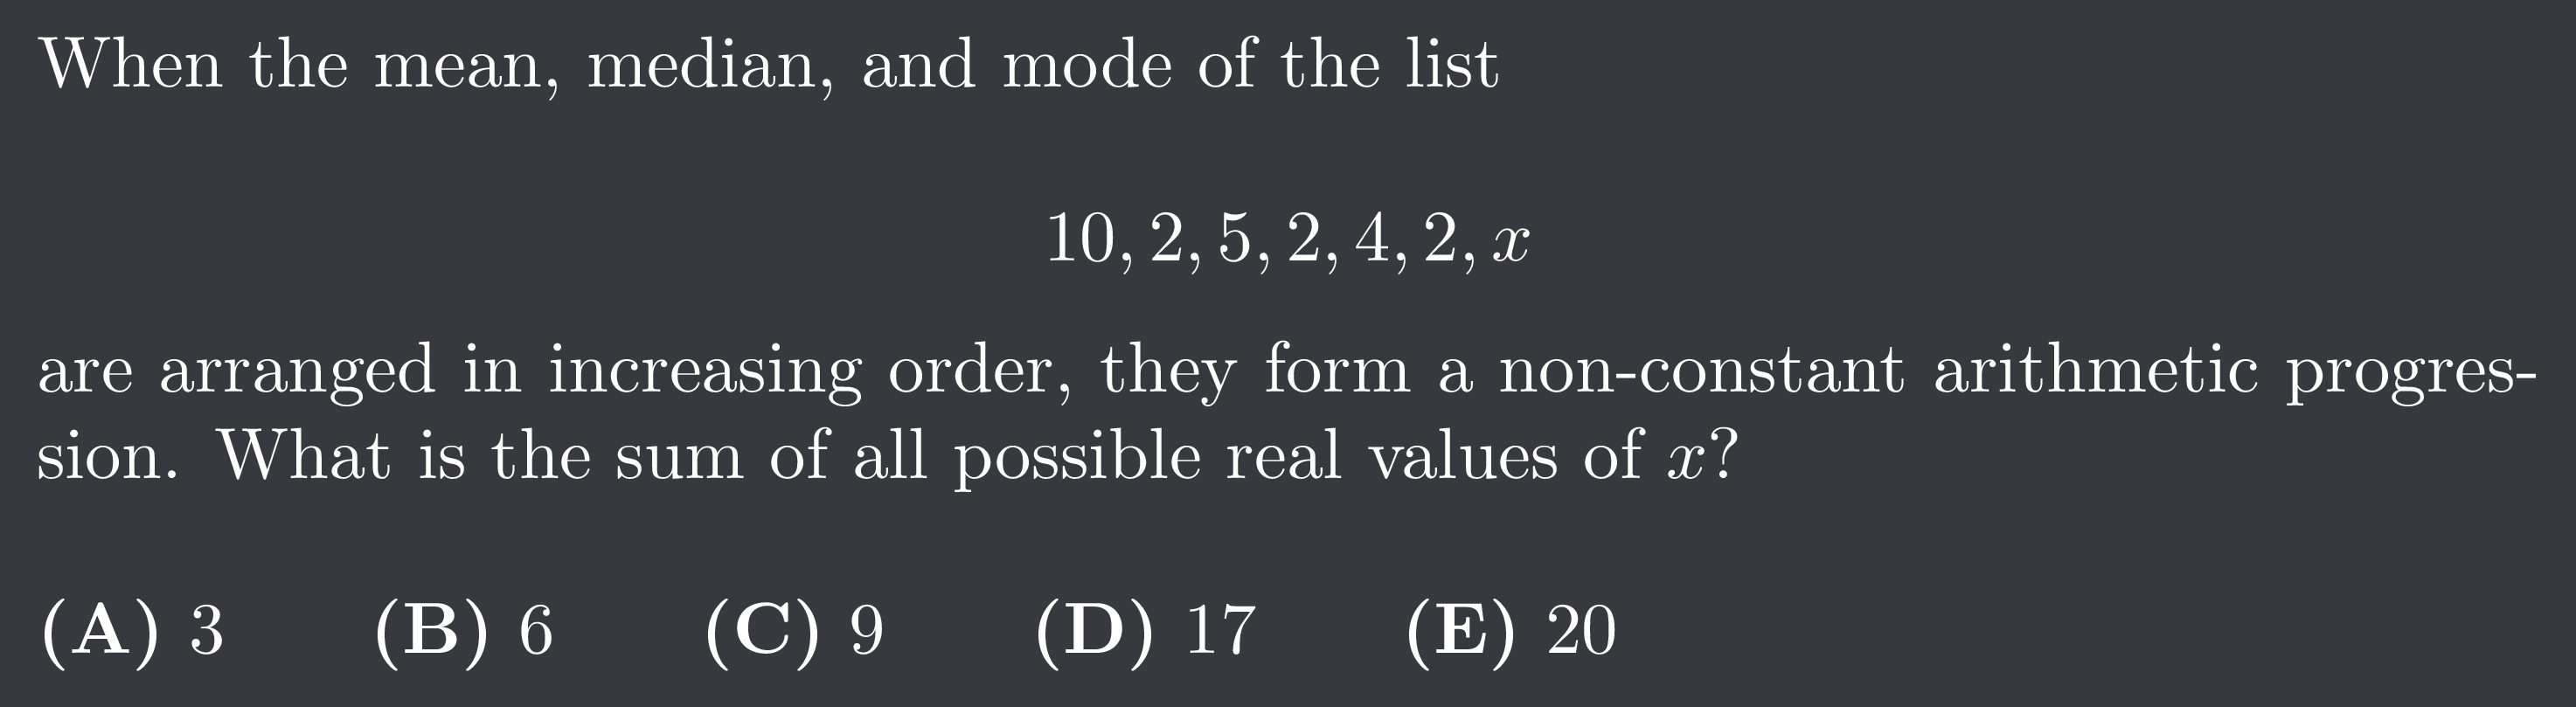 When the mean, median, and mode of the list
10, 2, 5, 2, 4, 2, x
are arranged in increasing order, they form a non-constant arithmetic progres-
sion. What is the sum of all possible real values of x?
(A) 3 (B) 6 (C) 9 (D) 17 (E) 20